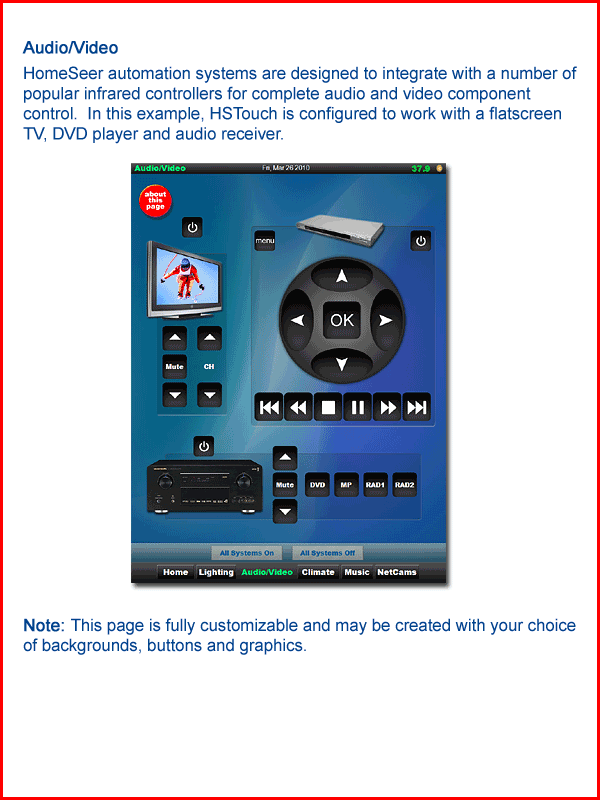 Audio/Video
HomeSeer automation systems are designed to integrate with a number of
popular infrared controllers for complete audio and video component
control. In this example, HSTouch is configured to work with a flatscreen
TV, DVD player and audio receiver.
Audio/Video Fri, Mar 26 2010 37.9
about
this
page
menu
OK
Mute CH
Mute DVD MP RAD1 RAD2
All Systems On All Systems Off
Home Lighting Audio/Video Climate Music NetCams
Note: This page is fully customizable and may be created with your choice
of backgrounds, buttons and graphics.